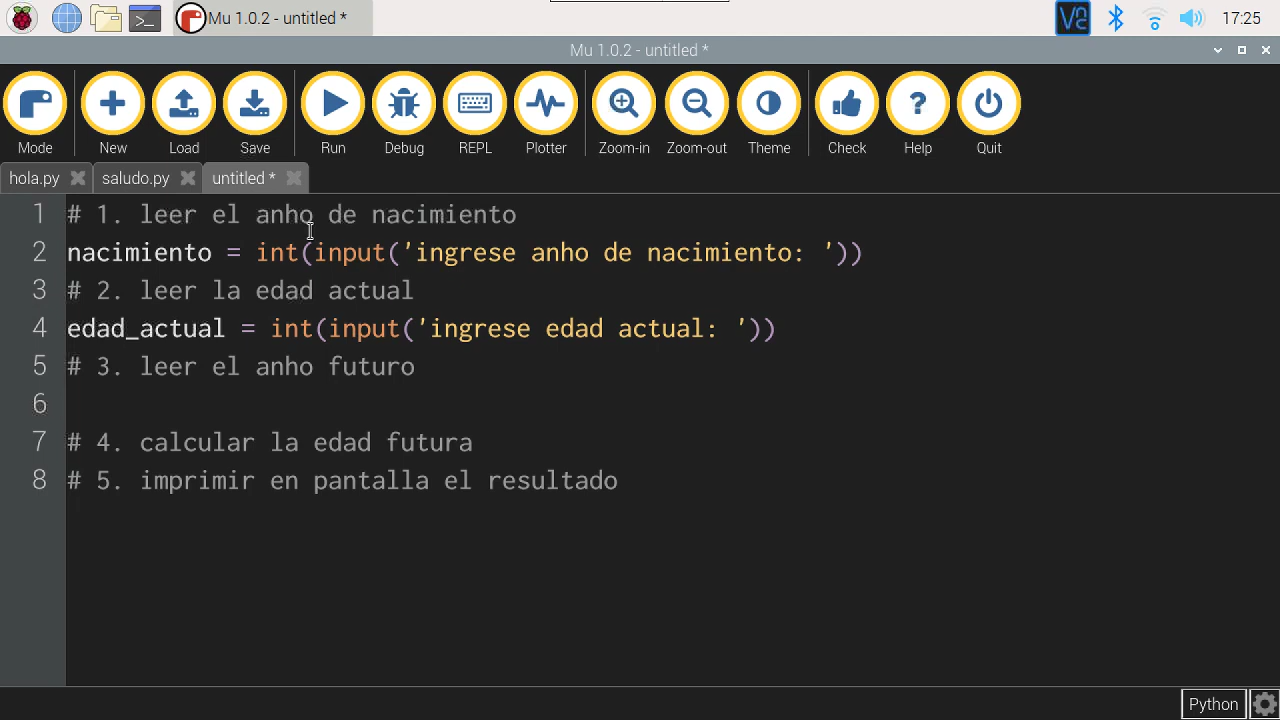 Mu 1.0.2 - untitled *
17:25
Mu 1.0.2 - untitled *
Mode New Load Save Run Debug REPL Plotter Zoom-in Zoom-out Theme Check Help Quit
hola.py saludo.py untitled *
1 # 1. leer el anho de nacimiento
2 nacimiento = int(input('ingrese anho de nacimiento: '))
3 # 2. leer la edad actual
4 edad_actual = int(input('ingrese edad actual: '))
5 # 3. leer el anho futuro
6
7 # 4. calcular la edad futura
8 # 5. imprimir en pantalla el resultado
Python